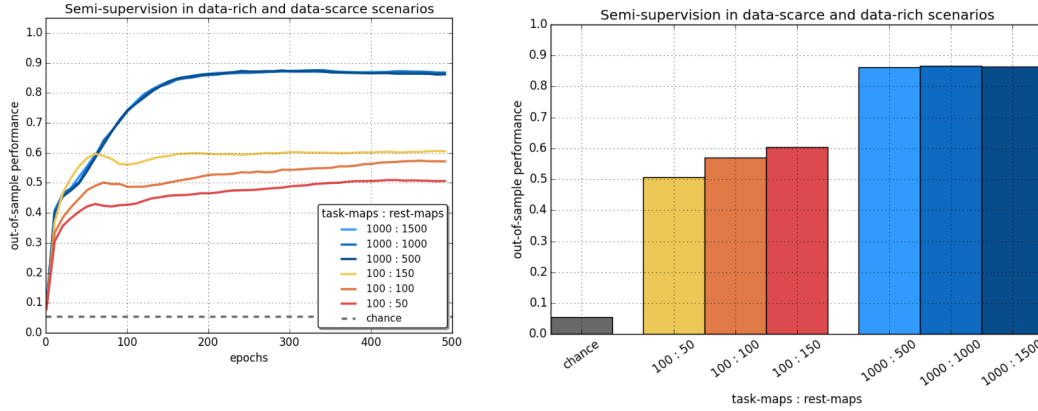 Semi-supervision in data-rich and data-scarce scenarios
out-of-sample performance
1.0
0.9
0.8
0.7
0.6
0.5
0.4
0.3
0.2
0.1
0.0
task-maps : rest-maps
1000 : 1500
1000 : 1000
1000 : 500
100 : 150
100 : 100
100 : 50
chance
0 100 200 300 400 500
epochs
Semi-supervision in data-scarce and data-rich scenarios
out-of-sample performance
1.0
0.9
0.8
0.7
0.6
0.5
0.4
0.3
0.2
0.1
0.0
chance
100 : 50
100 : 100
100 : 150
1000 : 500
1000 : 1000
1000 : 1500
task-maps : rest-maps